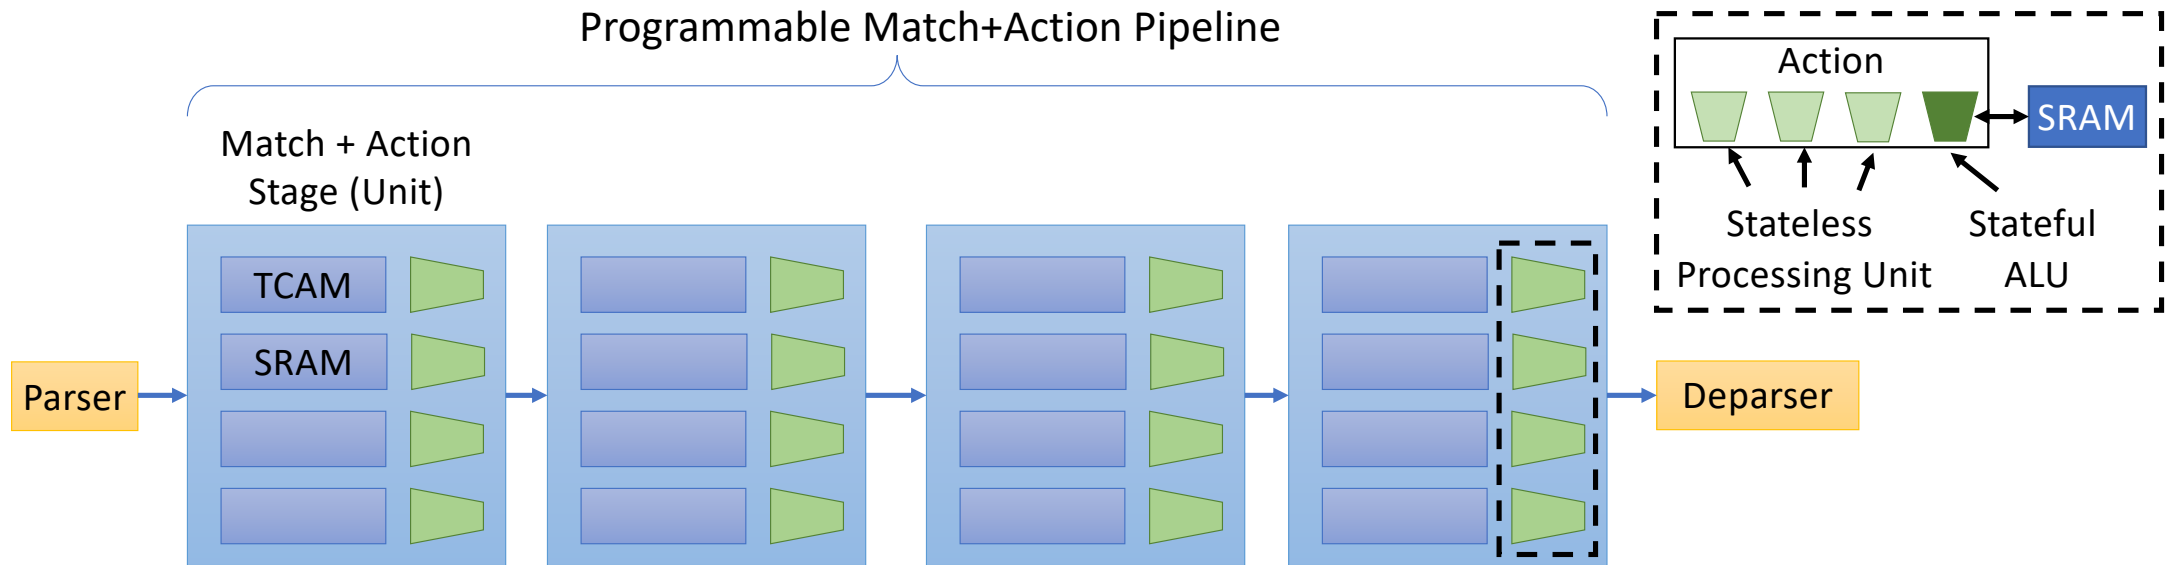 Programmable Match+Action Pipeline
Match + Action
Stage (Unit)
TCAM
SRAM
Parser
Deparser
Action
SRAM
Stateless
Processing Unit
Stateful
ALU